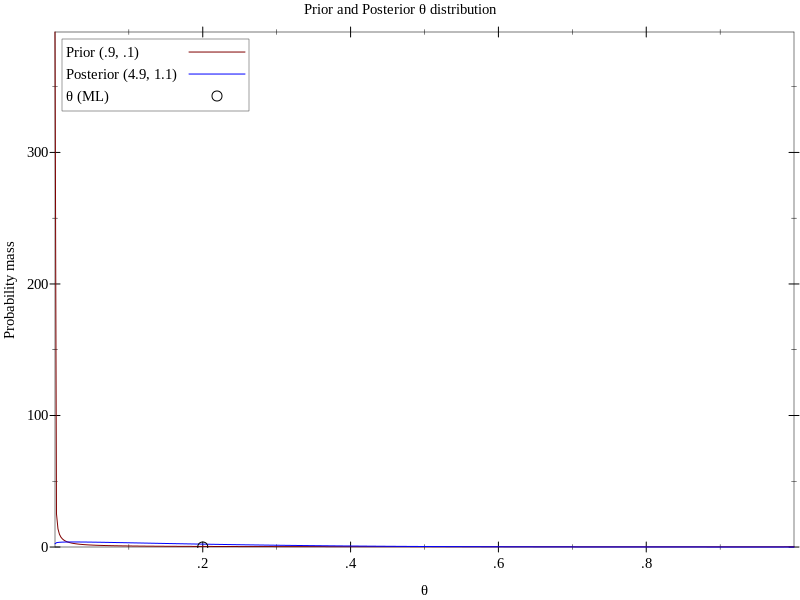 Prior and Posterior θ distribution
Prior (.9, .1)
Posterior (4.9, 1.1)
θ (ML)
300
200
100
0
Probability mass
.2
.4
.6
.8
θ